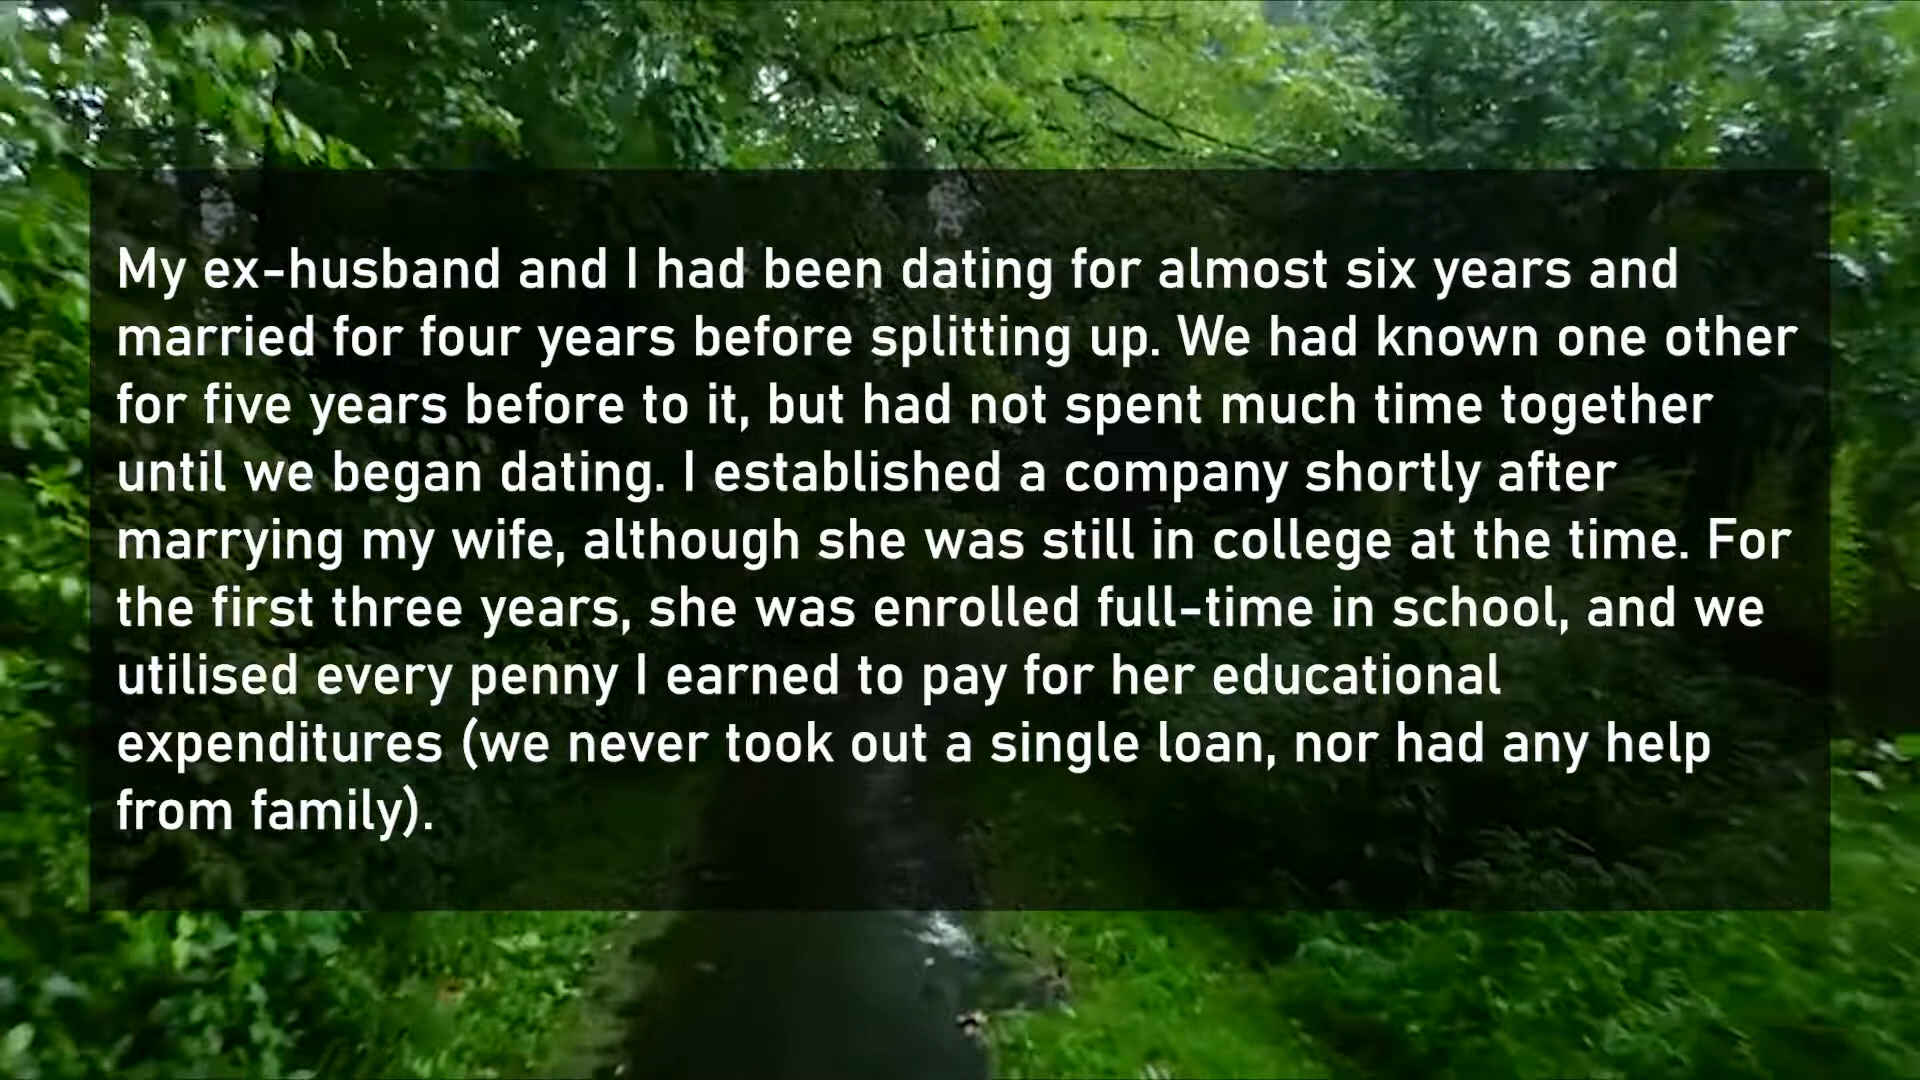 My ex-husband and I had been dating for almost six years and
married for four years before splitting up. We had known one other
for five years before to it, but had not spent much time together
until we began dating. I established a company shortly after
marrying my wife, although she was still in college at the time. For
the first three years, she was enrolled full-time in school, and we
utilised every penny I earned to pay for her educational
expenditures (we never took out a single loan, nor had any help
from family).